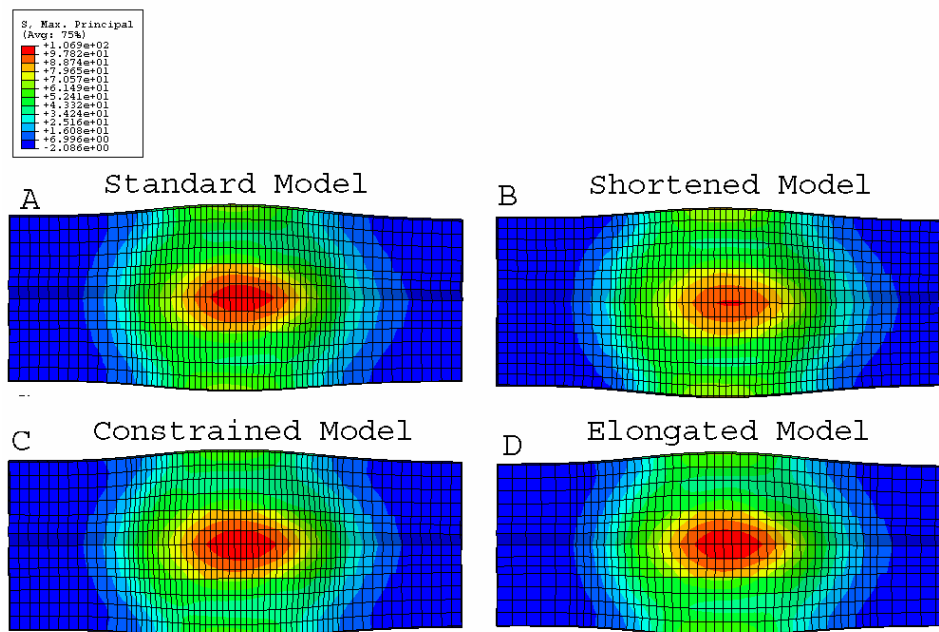 S, Max. Principal
(Avg: 75%)
+1.069e+02
+9.782e+01
+8.874e+01
+7.965e+01
+7.057e+01
+6.149e+01
+5.241e+01
+4.332e+01
+3.424e+01
+2.516e+01
+1.608e+01
+6.996e+00
-2.086e+00
A Standard Model
B Shortened Model
C Constrained Model
D Elongated Model